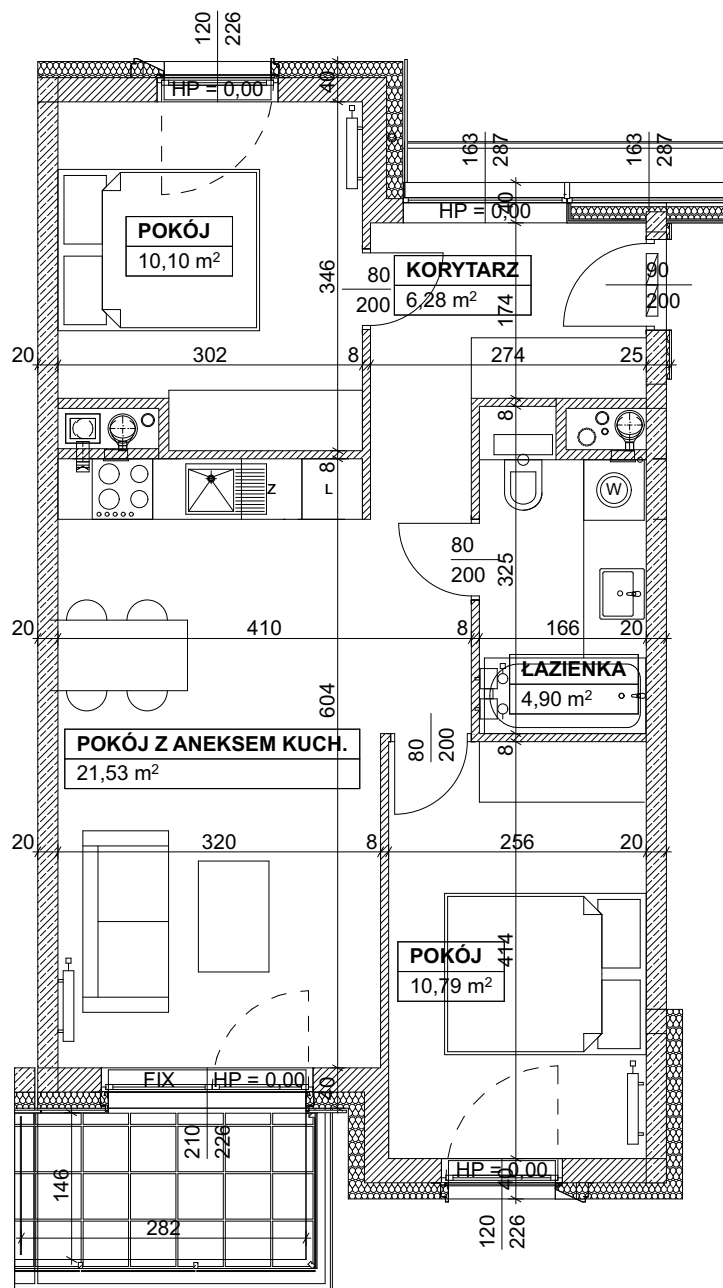 120
226
HP = 0,00
40
163
287
163
287
40
HP = 0,00
POKÓJ
10,10 m²
346
80
200
KORYTARZ
6,28 m²
174
90
200
20
302
8
274
25
8
8
Z
L
W
80
200
325
20
410
8
166
20
604
ŁAZIENKA
4,90 m²
POKÓJ Z ANEKSEM KUCH.
21,53 m²
80
200
8
20
320
8
256
20
POKÓJ
10,79 m²
414
FIX
HP = 0,00
40
210
226
146
282
HP = 0,00
40
120
226